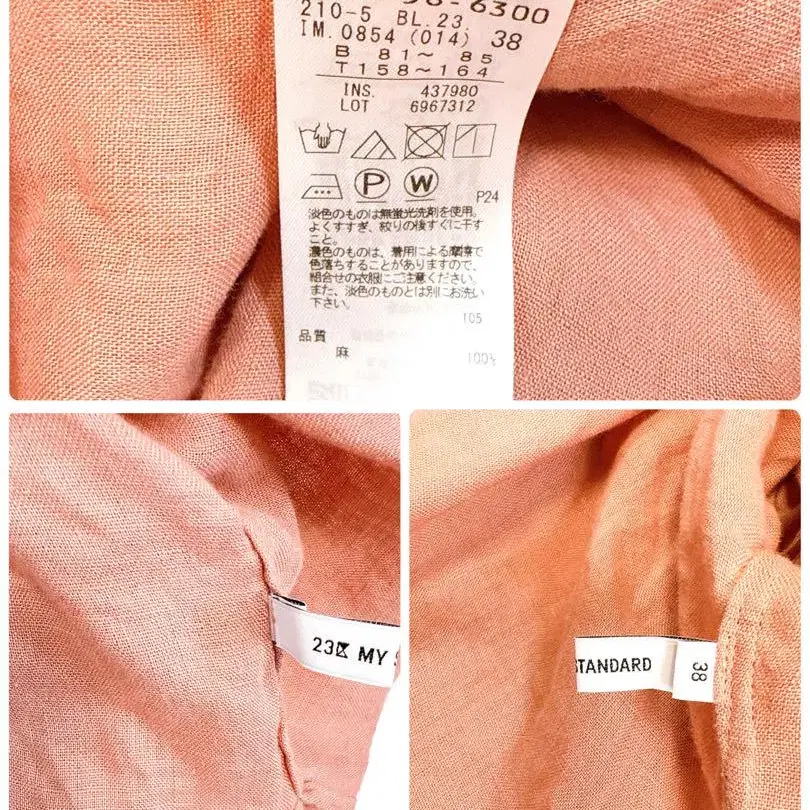 6300
210-5 BL.23.
IM.0854 (014) 38
B 81～ 85
T158～164
INS. 437980
LOT 6967312
P
W
P24
淡色のものは無蛍光洗剤を使用。
よくすすぎ、絞りの後すぐに干す
こと。
濃色のものは、着用による摩擦で
色落ちすることがありますので、
組合せの衣服にご注意ください。
また、淡色のものとは別にお洗い
下さい。
105
品質
麻 100%
23区 MY S
STANDARD 38